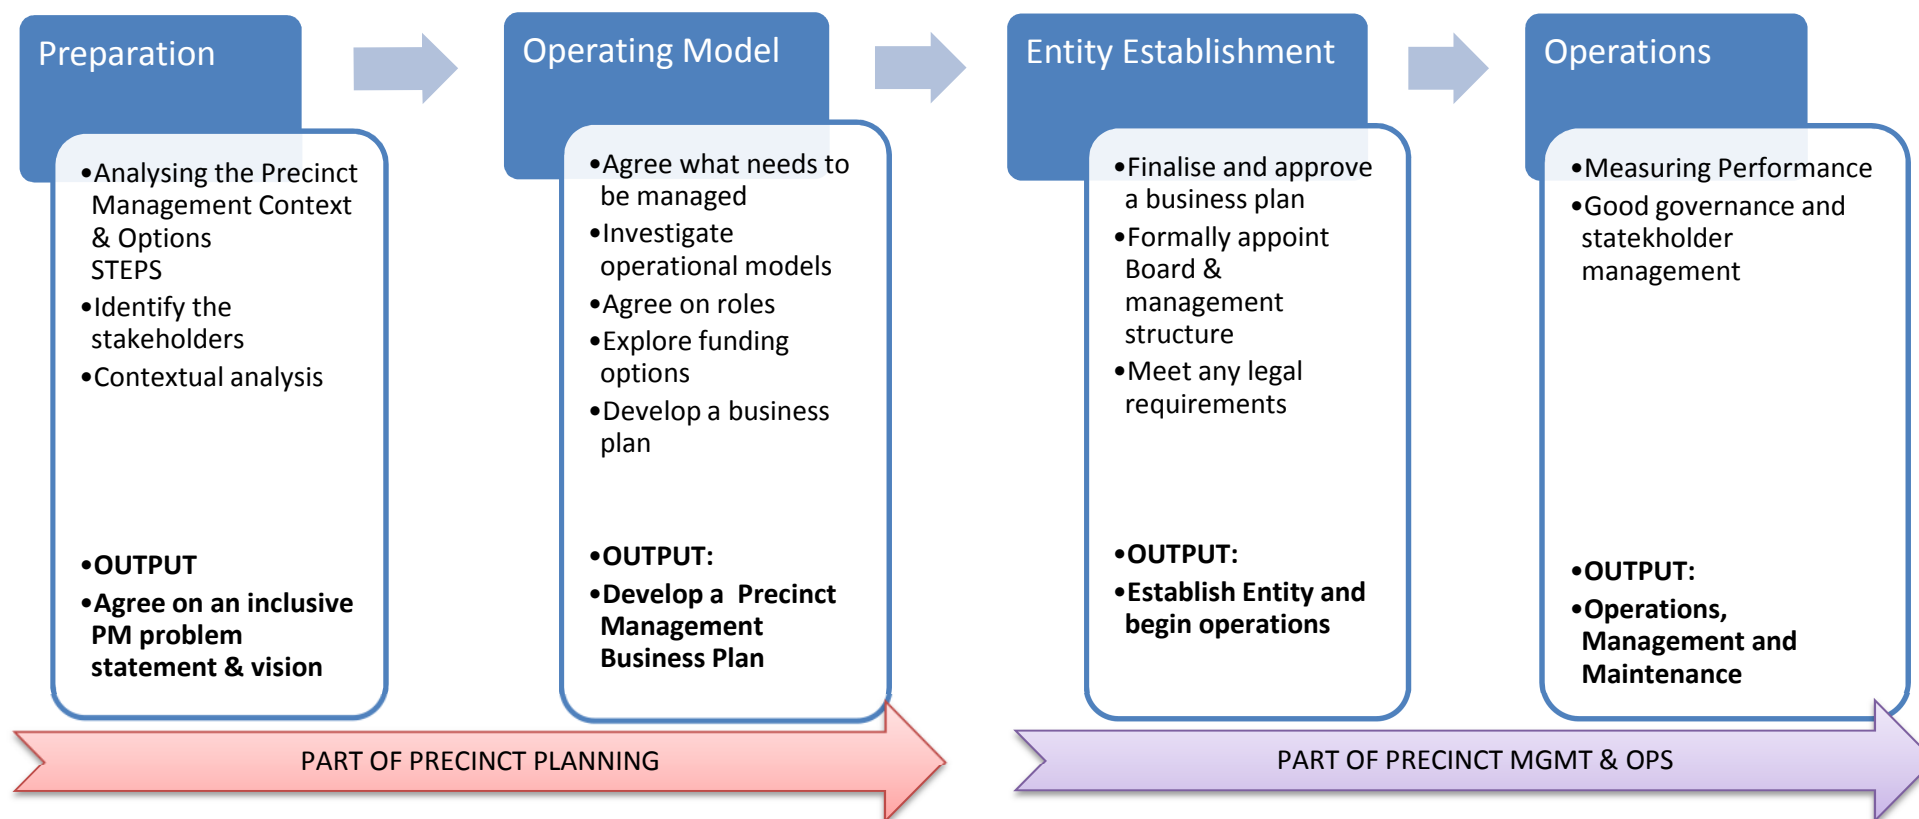 Preparation
•Analysing the Precinct
Management Context
& Options
STEPS
•Identify the
stakeholders
•Contextual analysis
•OUTPUT
•Agree on an inclusive
PM problem
statement & vision
Operating Model
•Agree what needs to
be managed
•Investigate
operational models
•Agree on roles
•Explore funding
options
•Develop a business
plan
•OUTPUT:
•Develop a  Precinct
Management
Business Plan
Entity Establishment
•Finalise and approve
a business plan
•Formally appoint
Board &
management
structure
•Meet any legal
requirements
•OUTPUT:
•Establish Entity and
begin operations
Operations
•Measuring Performance
•Good governance and
statekholder
management
•OUTPUT:
•Operations,
Management and
Maintenance
PART OF PRECINCT PLANNING
PART OF PRECINCT MGMT & OPS